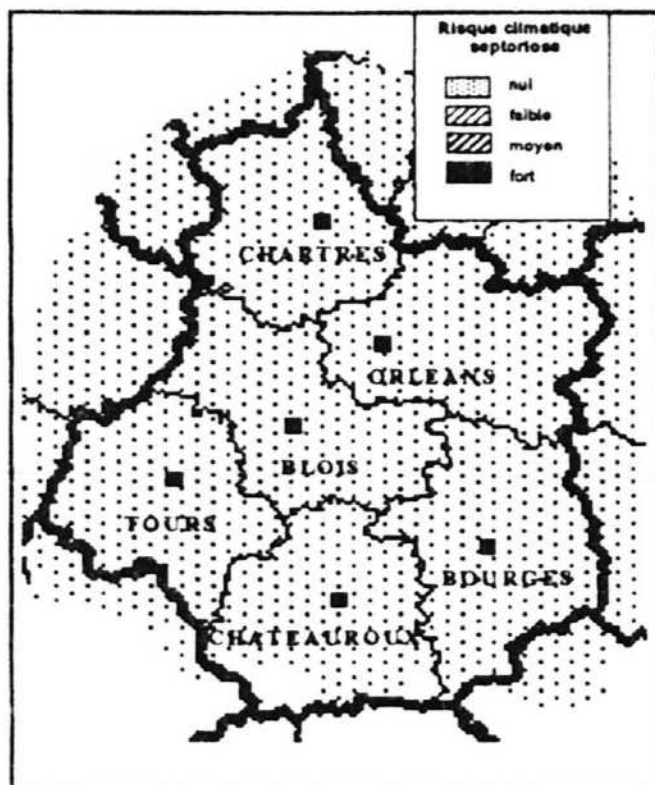 Risque climatique
septoriose
nul
faible
moyen
fort
CHARTRES
ORLEANS
BLOIS
TOURS
BOURGES
CHATEAUROUX